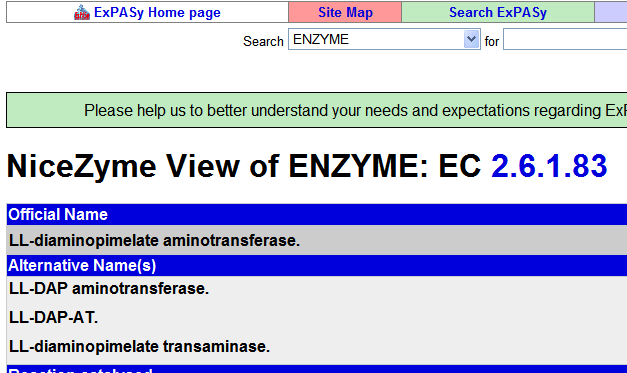 ExPASy Home page Site Map Search ExPASy
Search ENZYME for
Please help us to better understand your needs and expectations regarding ExP
NiceZyme View of ENZYME: EC 2.6.1.83
Official Name
LL-diaminopimelate aminotransferase.
Alternative Name(s)
LL-DAP aminotransferase.
LL-DAP-AT.
LL-diaminopimelate transaminase.
Reaction catalysed